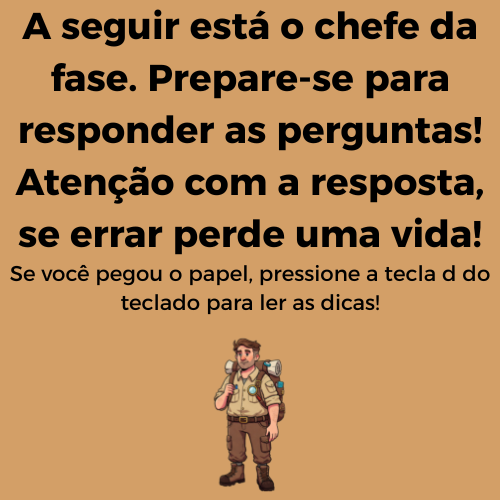 A seguir está o chefe da
fase. Prepare-se para
responder as perguntas!
Atenção com a resposta,
se errar perde uma vida!
Se você pegou o papel, pressione a tecla d do
teclado para ler as dicas!